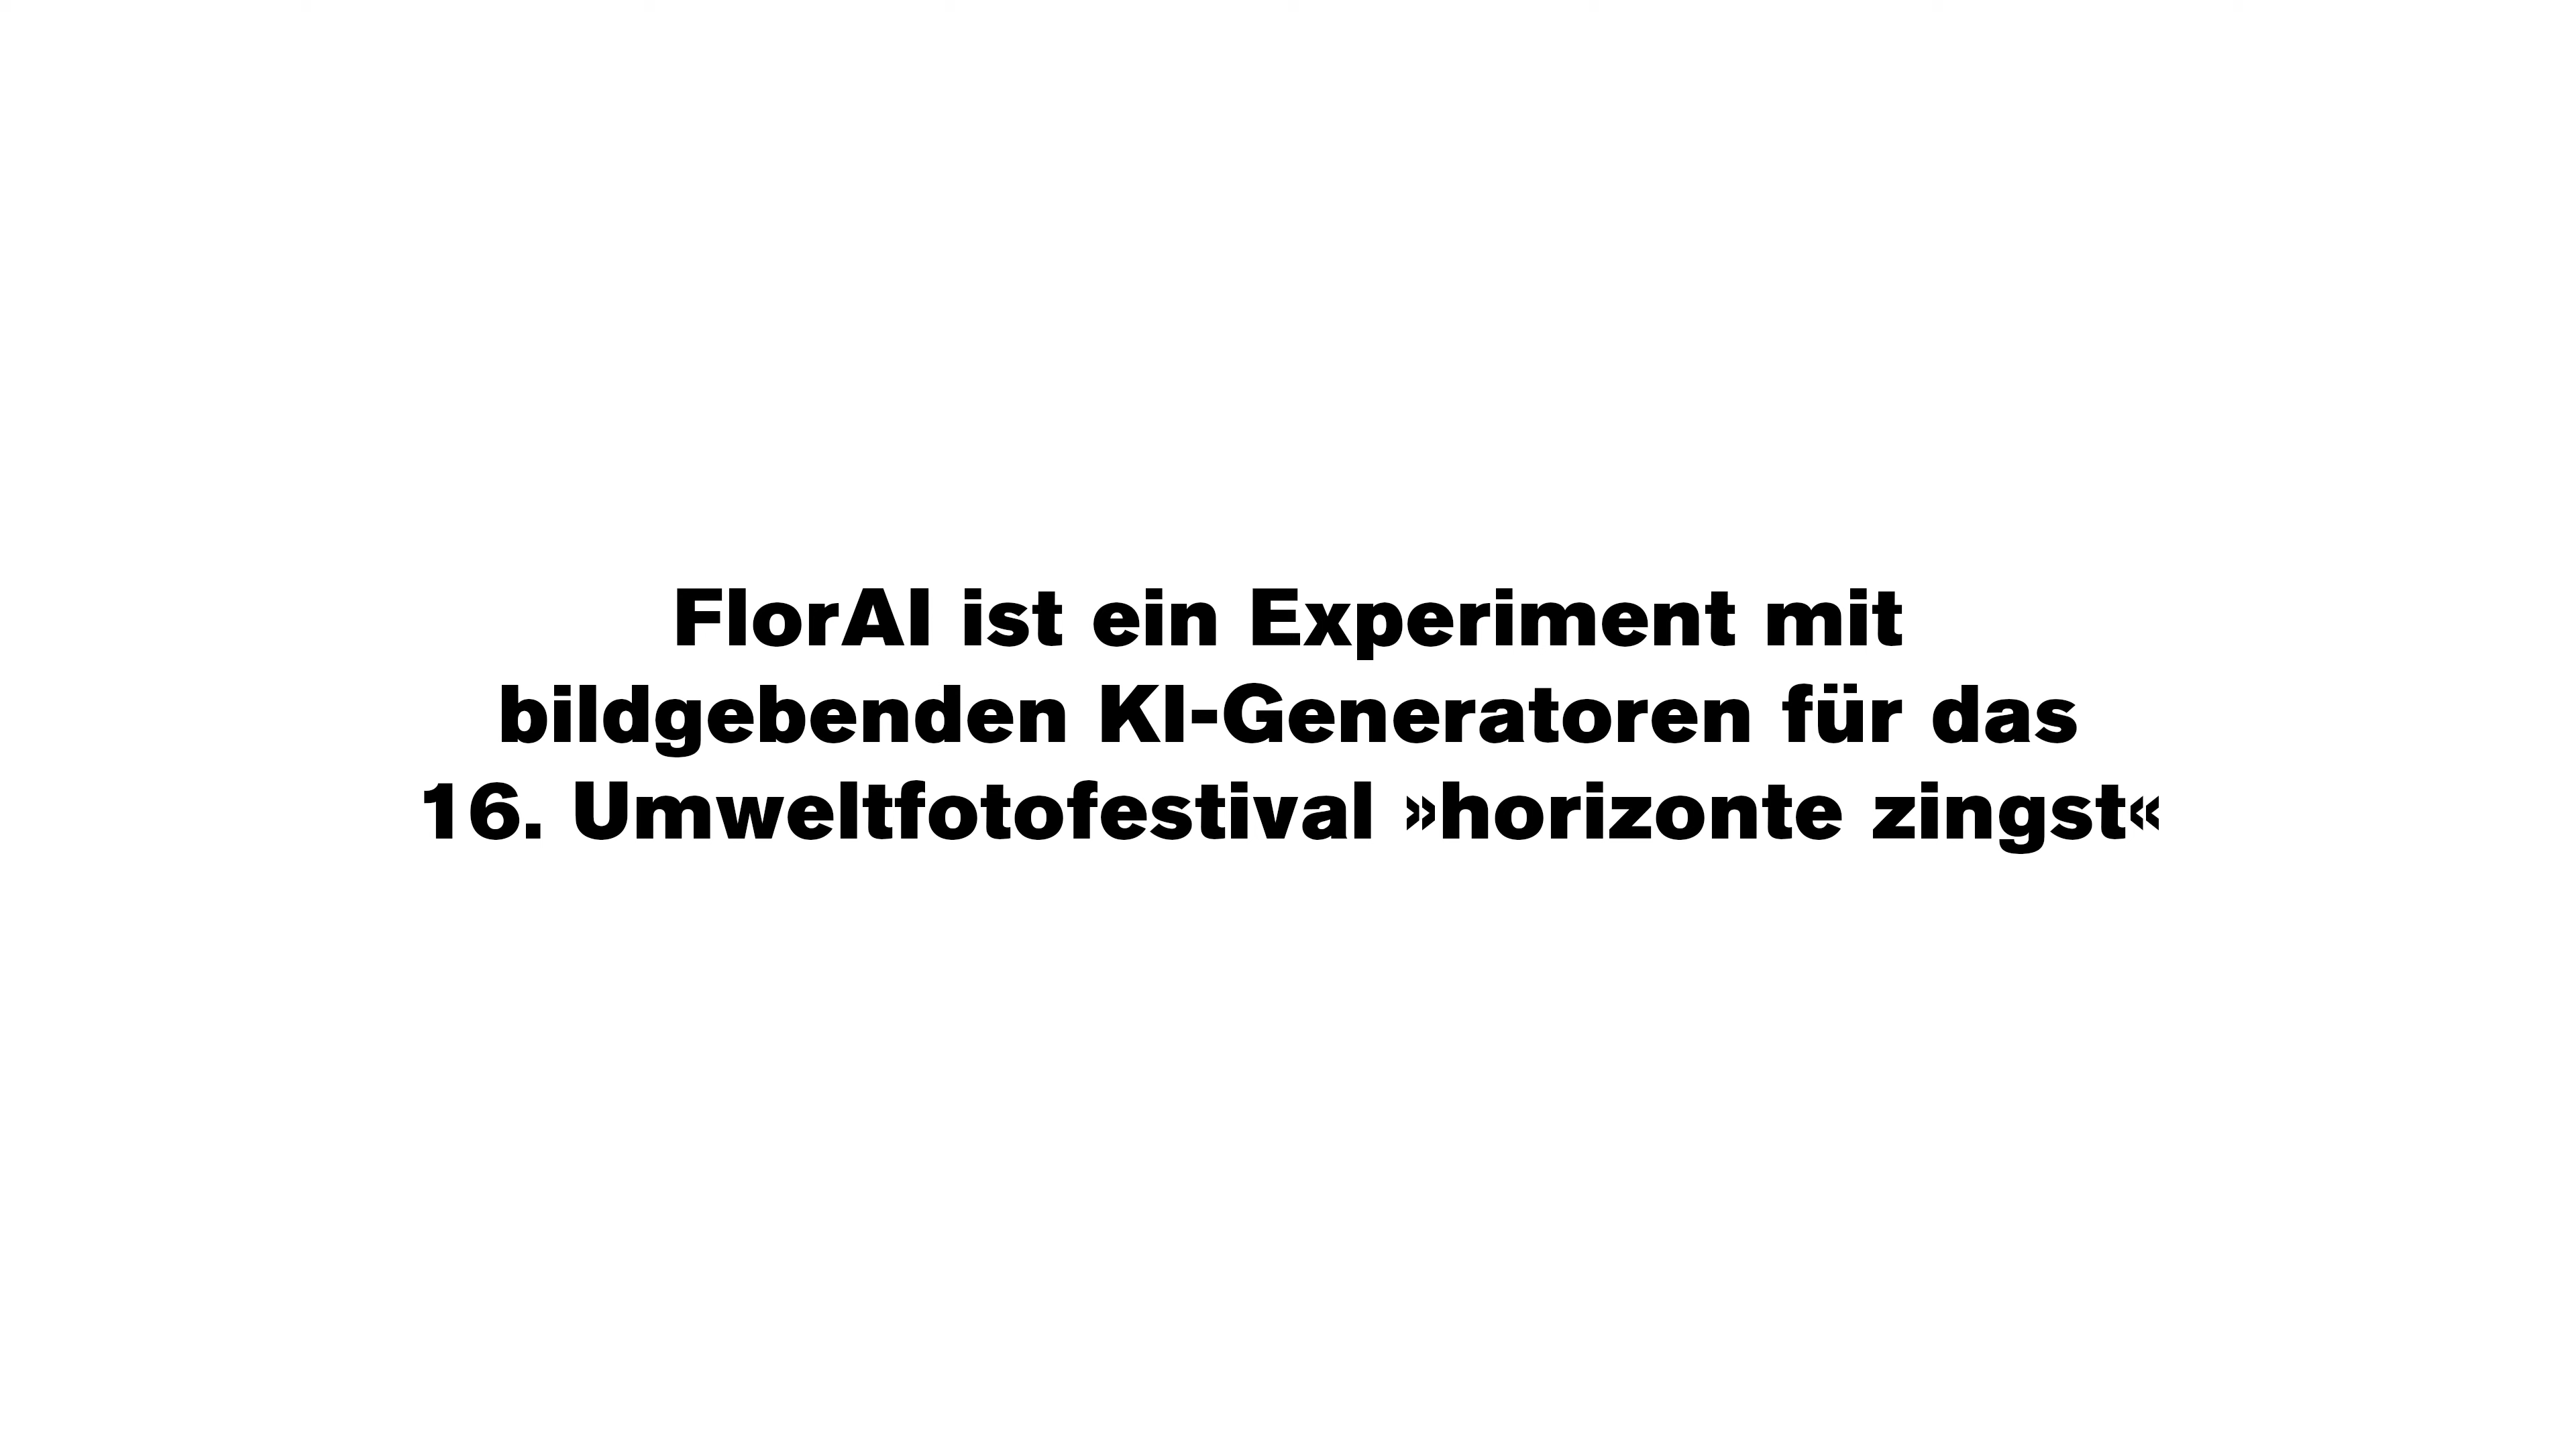 FlorAI ist ein Experiment mit
bildgebenden KI-Generatoren für das
16. Umweltfotofestival »horizonte zingst«